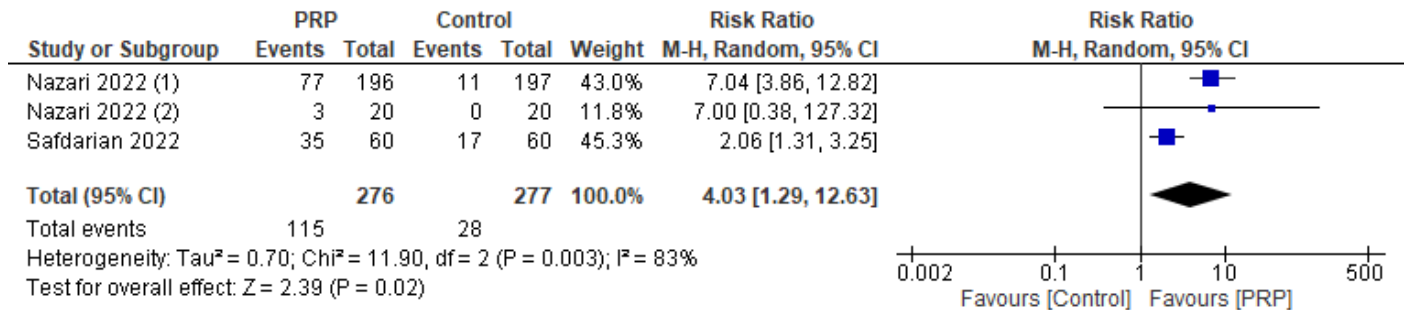 PRP Control Risk Ratio Risk Ratio
Study or Subgroup Events Total Events Total Weight M-H, Random, 95% CI M-H, Random, 95% CI
Nazari 2022 (1) 77 196 11 197 43.0% 7.04 [3.86, 12.82]
Nazari 2022 (2) 3 20 0 20 11.8% 7.00 [0.38, 127.32]
Safdarian 2022 35 60 17 60 45.3% 2.06 [1.31, 3.25]
Total (95% CI) 276 277 100.0% 4.03 [1.29, 12.63]
Total events 115 28
Heterogeneity: Tau² = 0.70; Chi² = 11.90, df = 2 (P = 0.003); I² = 83%
Test for overall effect: Z = 2.39 (P = 0.02)
0.002 0.1 1 10 500
Favours [Control] Favours [PRP]